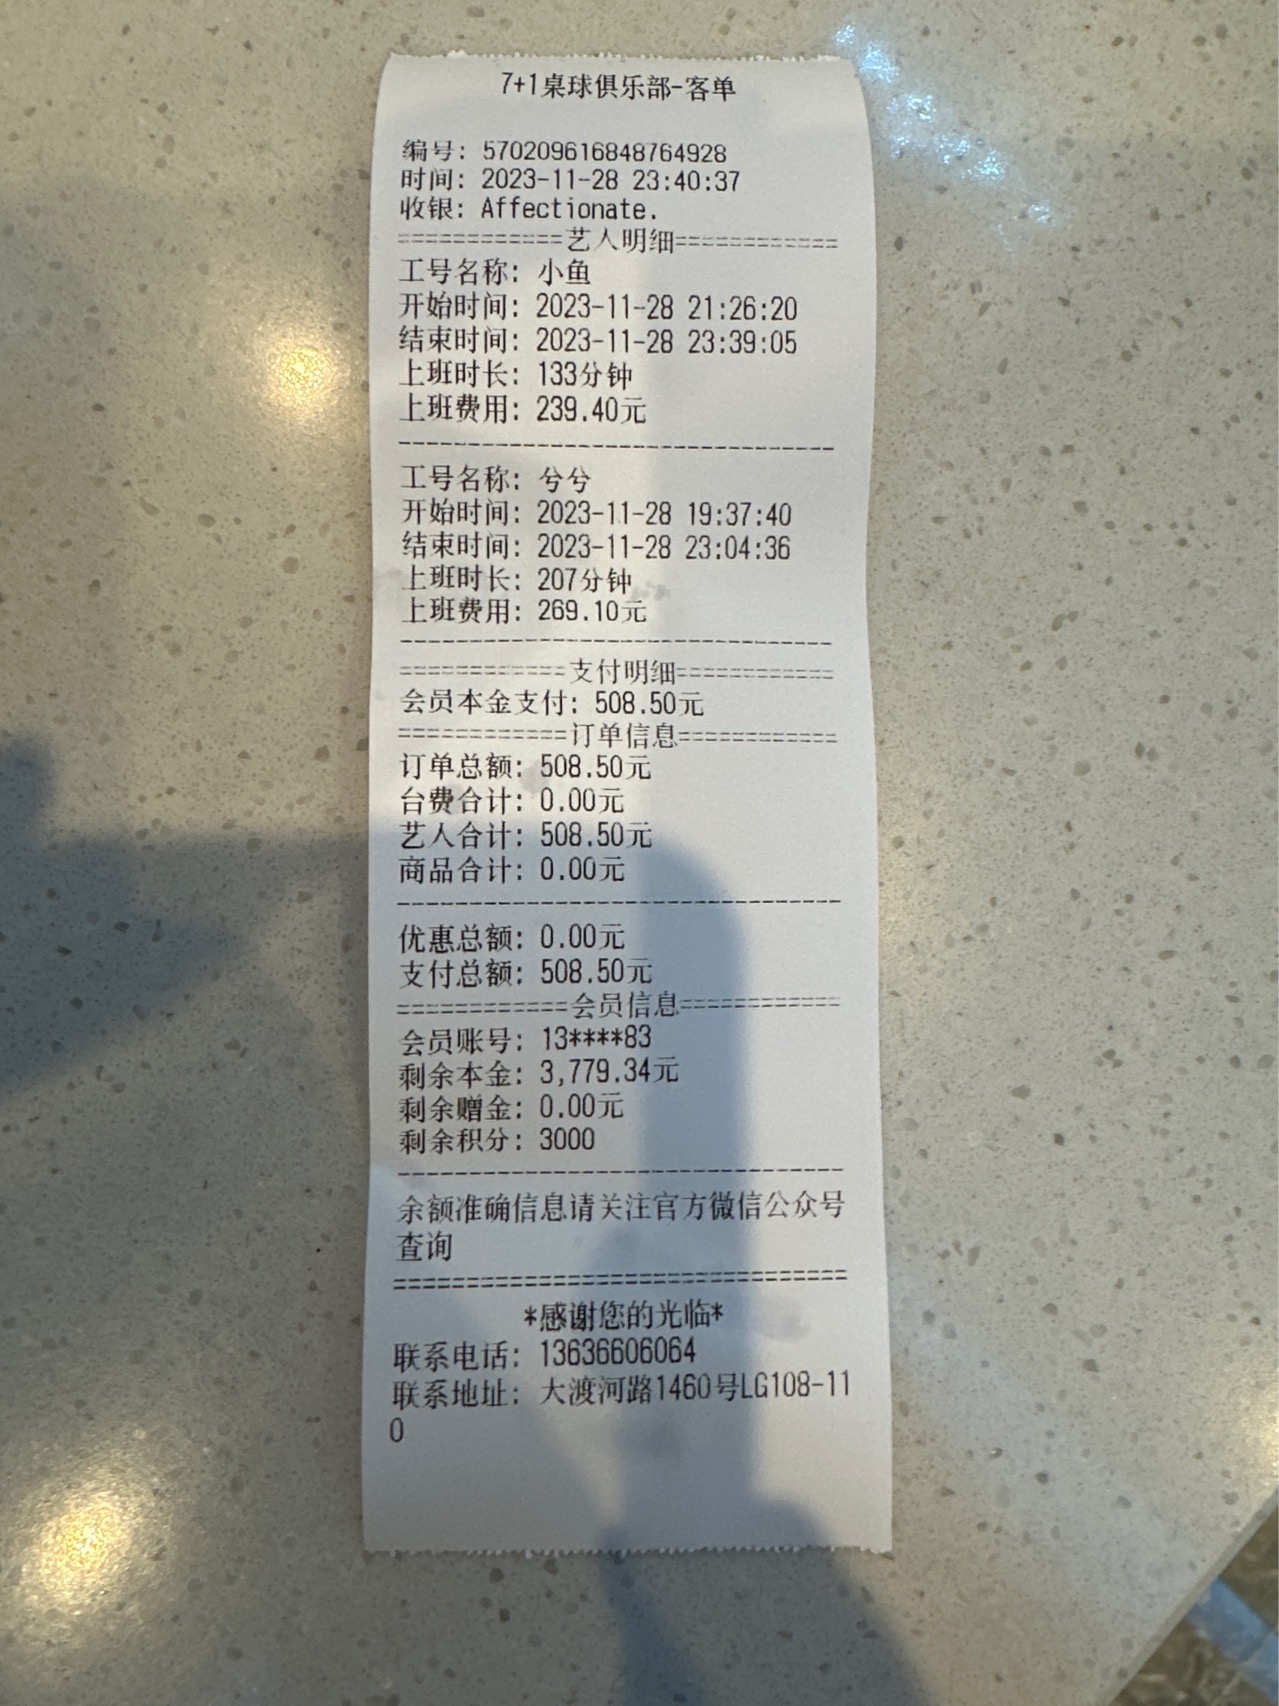 7+1桌球俱乐部-客单
编号: 570209616848764928
时间: 2023-11-28 23:40:37
收银: Affectionate.
============艺人明细============
工号名称: 小鱼
开始时间: 2023-11-28 21:26:20
结束时间: 2023-11-28 23:39:05
上班时长: 133分钟
上班费用: 239.40元
--------------------------------
工号名称: 兮兮
开始时间: 2023-11-28 19:37:40
结束时间: 2023-11-28 23:04:36
上班时长: 207分钟
上班费用: 269.10元
--------------------------------
============支付明细============
会员本金支付: 508.50元
============订单信息============
订单总额: 508.50元
台费合计: 0.00元
艺人合计: 508.50元
商品合计: 0.00元
--------------------------------
优惠总额: 0.00元
支付总额: 508.50元
============会员信息============
会员账号: 13****83
剩余本金: 3,779.34元
剩余赠金: 0.00元
剩余积分: 3000
--------------------------------
余额准确信息请关注官方微信公众号
查询
================================
*感谢您的光临*
联系电话: 13636606064
联系地址: 大渡河路1460号LG108-11
0